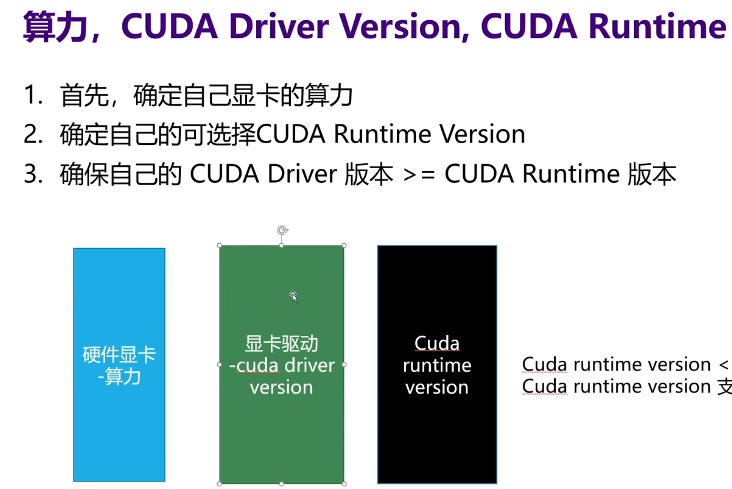 算力，CUDA Driver Version, CUDA Runtime
1. 首先，确定自己显卡的算力
2. 确定自己的可选择CUDA Runtime Version
3. 确保自己的 CUDA Driver 版本 >= CUDA Runtime 版本
硬件显卡
-算力
显卡驱动
-cuda driver
version
Cuda
runtime
version
Cuda runtime version <
Cuda runtime version 支